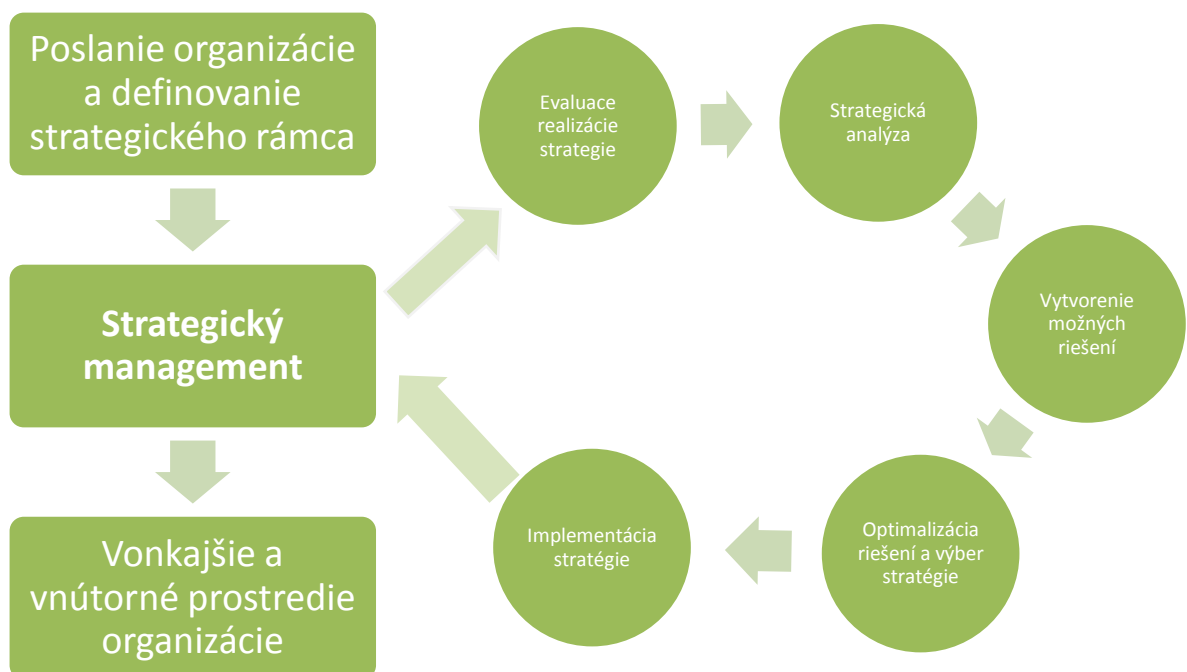 Poslanie organizácie
a definovanie
strategického rámca
Strategický
management
Vonkajšie a
vnútorné prostredie
organizácie
Evaluace
realizácie
strategie
Strategická
analýza
Vytvorenie
možných
riešení
Optimalizácia
riešení a výber
stratégie
Implementácia
stratégie